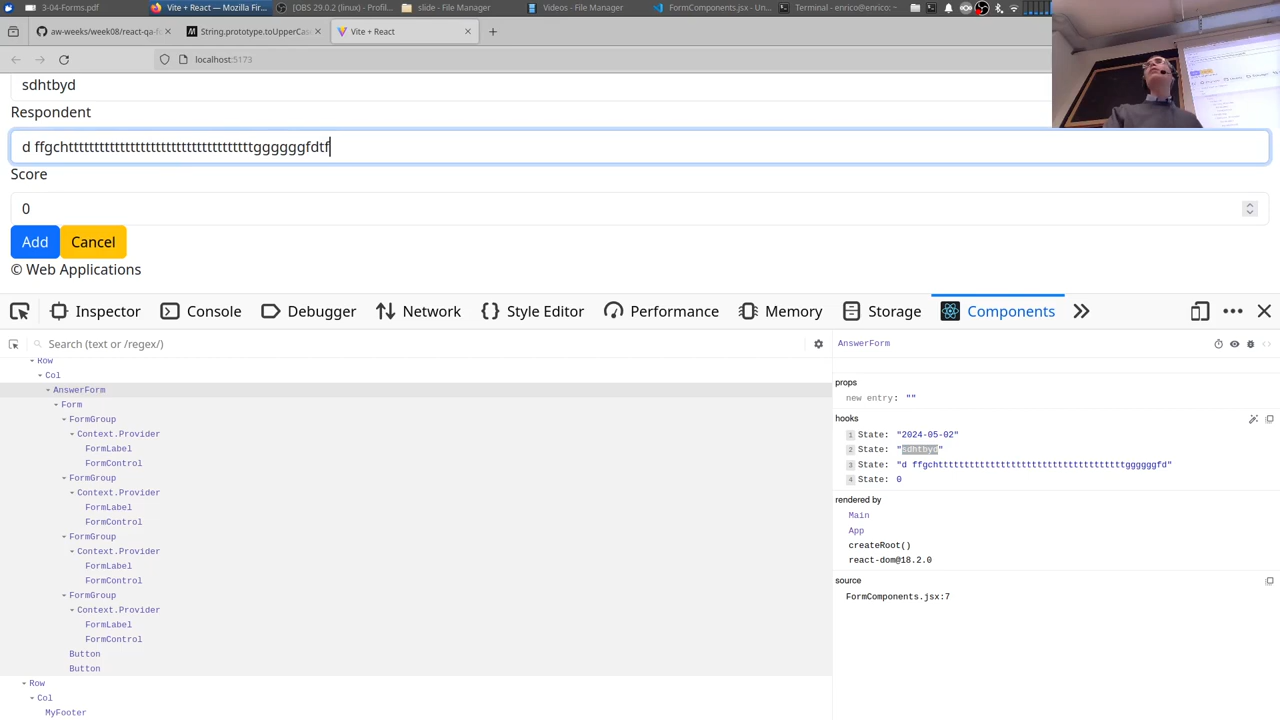 3-04-Forms.pdf
Vite + React — Mozilla Fir...
[OBS 29.0.2 (linux) - Profil...
slide - File Manager
Videos - File Manager
FormComponents.jsx - Un...
Terminal - enrico@enrico: ~
aw-weeks/week08/react-qa-f
String.prototype.toUpperCas
Vite + React
localhost:5173
sdhtbyd
Respondent
d ffgchtttttttttttttttttttttttttttttttttttttggggggfdtf
Score
0
Add Cancel
© Web Applications
Inspector Console Debugger Network Style Editor Performance Memory Storage Components
Search (text or /regex/)
Row
Col
AnswerForm
Form
FormGroup
Context.Provider
FormLabel
FormControl
FormGroup
Context.Provider
FormLabel
FormControl
FormGroup
Context.Provider
FormLabel
FormControl
FormGroup
Context.Provider
FormLabel
FormControl
Button
Button
Row
Col
MyFooter
AnswerForm
props
new entry: ""
hooks
1 State: "2024-05-02"
2 State: "sdhtbyd"
3 State: "d ffgchtttttttttttttttttttttttttttttttttttttggggggfd"
4 State: 0
rendered by
Main
App
createRoot()
react-dom@18.2.0
source
FormComponents.jsx:7